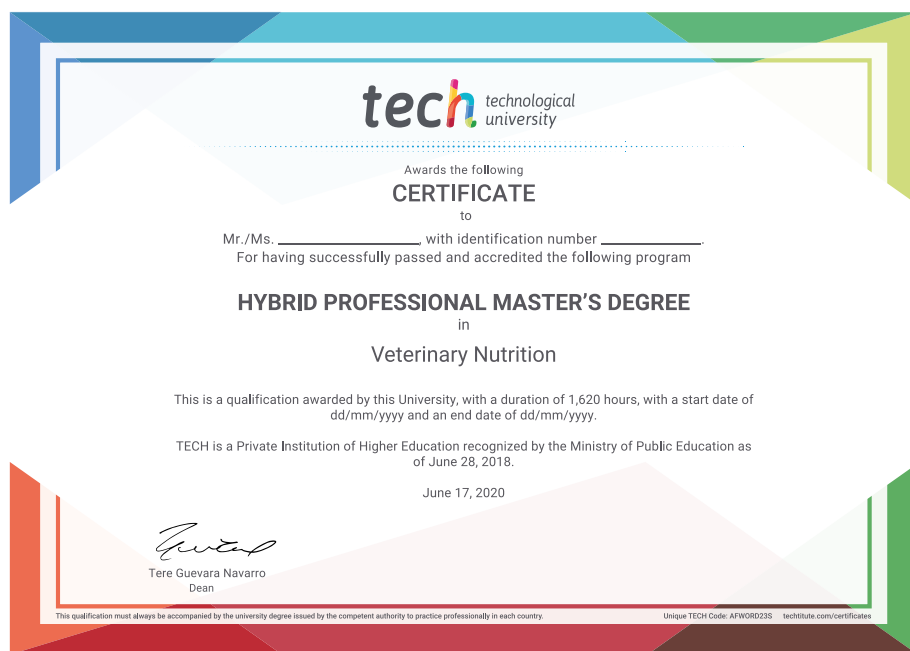 tech technological
university
Awards the following
CERTIFICATE
to
Mr./Ms. ____________________, with identification number ______________.
For having successfully passed and accredited the following program
HYBRID PROFESSIONAL MASTER'S DEGREE
in
Veterinary Nutrition
This is a qualification awarded by this University, with a duration of 1,620 hours, with a start date of
dd/mm/yyyy and an end date of dd/mm/yyyy.
TECH is a Private Institution of Higher Education recognized by the Ministry of Public Education as
of June 28, 2018.
June 17, 2020
Tere Guevara Navarro
Dean
This qualification must always be accompanied by the university degree issued by the competent authority to practice professionally in each country.
Unique TECH Code: AFWORD23S techtitute.com/certificates